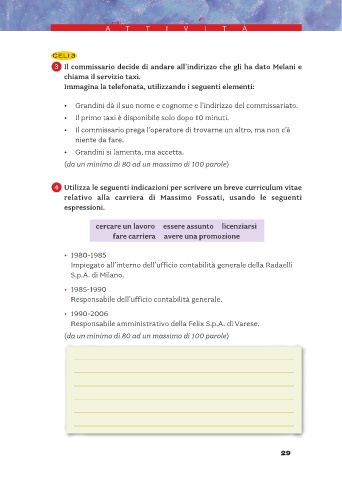 A T T I V I T À
CELI 3
3 Il commissario decide di andare all'indirizzo che gli ha dato Melani e
chiama il servizio taxi.
Immagina la telefonata, utilizzando i seguenti elementi:
• Grandini dà il suo nome e cognome e l'indirizzo del commissariato.
• Il primo taxi è disponibile solo dopo 10 minuti.
• Il commissario prega l'operatore di trovarne un altro, ma non c'è
niente da fare.
• Grandini si lamenta, ma accetta.
(da un minimo di 80 ad un massimo di 100 parole)
4 Utilizza le seguenti indicazioni per scrivere un breve curriculum vitae
relativo alla carriera di Massimo Fossati, usando le seguenti
espressioni.
cercare un lavoro essere assunto licenziarsi
fare carriera avere una promozione
• 1980-1985
Impiegato all'interno dell'ufficio contabilità generale della Radaelli
S.p.A. di Milano.
• 1985-1990
Responsabile dell'ufficio contabilità generale.
• 1990-2006
Responsabile amministrativo della Felix S.p.A. di Varese.
(da un minimo di 80 ad un massimo di 100 parole)
29